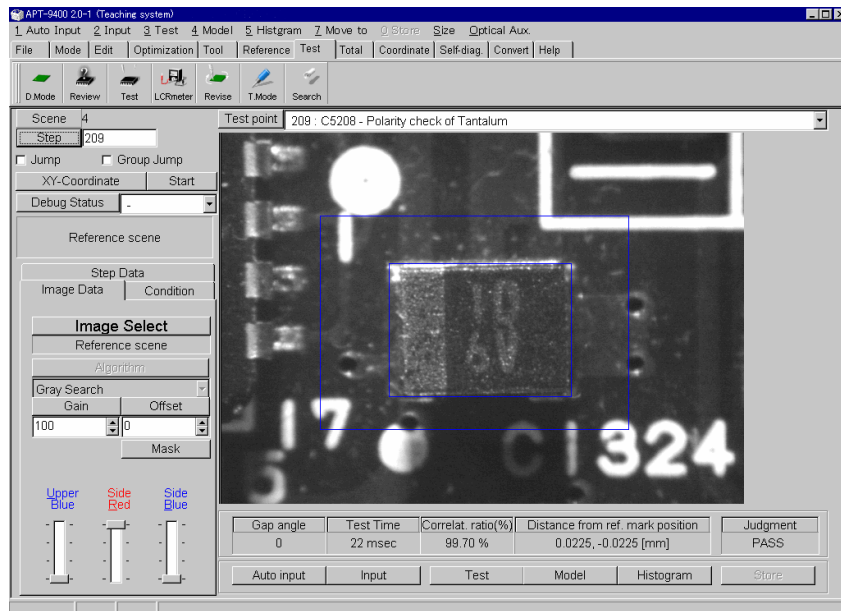 APT-9400 2.0-1 (Teaching system)
1 Auto Input 2 Input 3 Test 4 Model 5 Histgram 7 Move to 0 Store Size Optical Aux.
File Mode Edit Optimization Tool Reference Test Total Coordinate Self-diag. Convert Help
D.Mode Review Test LCRmeter Revise T.Mode Search
Scene 4
Test point 209 : C5208 - Polarity check of Tantalum
Step 209
Jump Group Jump
XY-Coordinate Start
Debug Status -
Reference scene
Step Data
Image Data Condition
Image Select
Reference scene
Algorithm
Gray Search
Gain Offset
100 0
Mask
Upper Blue Side Red Side Blue
10
6V
17
C1324
5
Gap angle Test Time Correlat. ratio(%) Distance from ref. mark position Judgment
0 22 msec 99.70 % 0.0225, -0.0225 [mm] PASS
Auto input Input Test Model Histogram Store